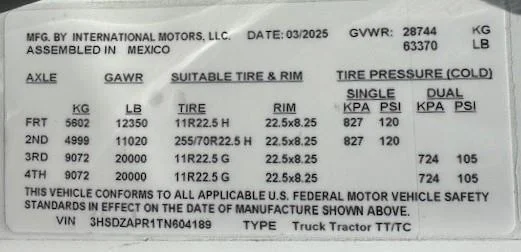 MFG. BY INTERNATIONAL MOTORS, LLC. DATE: 03/2025 GVWR: 28744 KG
ASSEMBLED IN MEXICO 63370 LB
AXLE GAWR SUITABLE TIRE & RIM TIRE PRESSURE (COLD)
SINGLE DUAL
KG LB TIRE RIM KPA PSI KPA PSI
FRT 5602 12350 11R22.5 H 22.5x8.25 827 120
2ND 4999 11020 255/70R22.5 H 22.5x8.25 827 120
3RD 9072 20000 11R22.5 G 22.5x8.25 724 105
4TH 9072 20000 11R22.5 G 22.5x8.25 724 105
THIS VEHICLE CONFORMS TO ALL APPLICABLE U.S. FEDERAL MOTOR VEHICLE SAFETY
STANDARDS IN EFFECT ON THE DATE OF MANUFACTURE SHOWN ABOVE.
VIN 3HSDZAPR1TN604189 TYPE Truck Tractor TT/TC